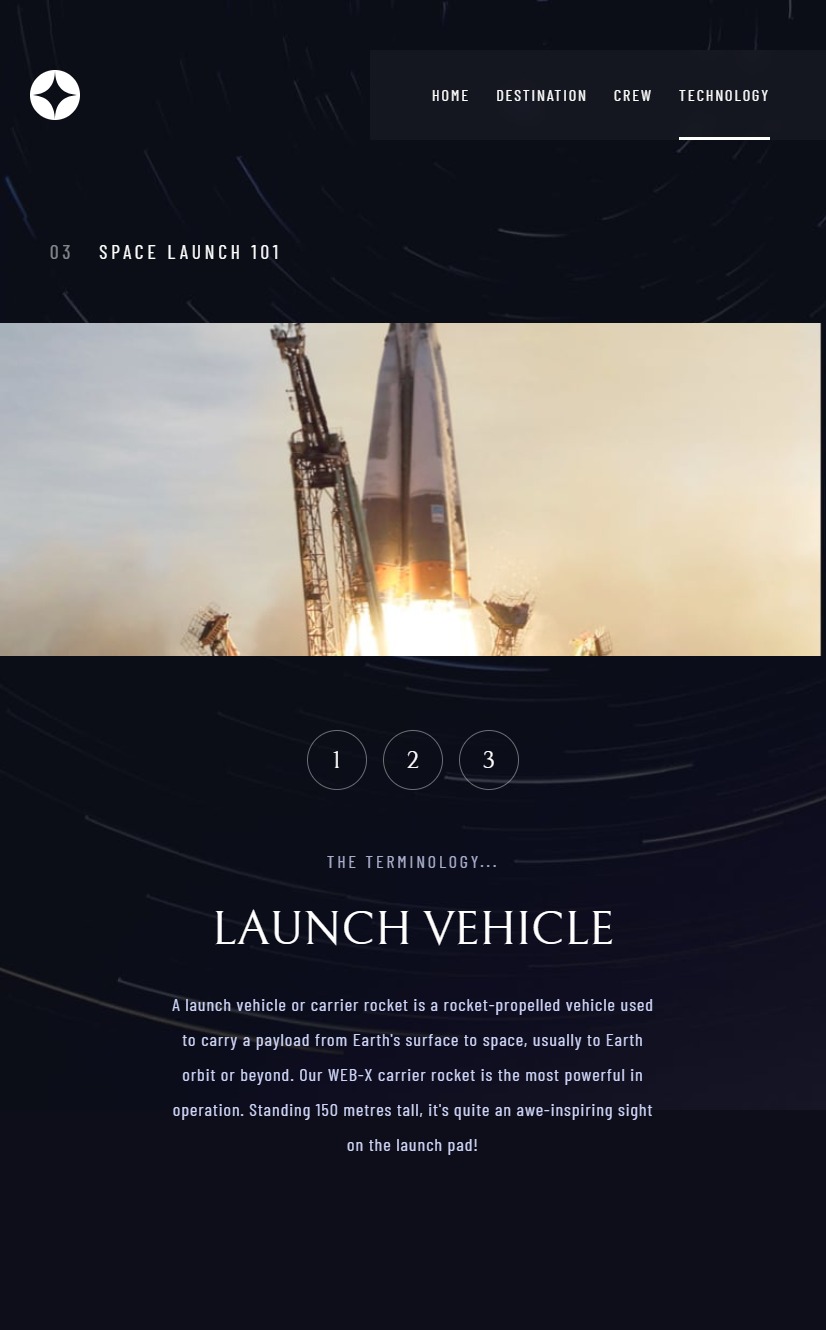 HOME DESTINATION CREW TECHNOLOGY
03 SPACE LAUNCH 101
1 2 3
THE TERMINOLOGY...
LAUNCH VEHICLE
A launch vehicle or carrier rocket is a rocket-propelled vehicle used
to carry a payload from Earth's surface to space, usually to Earth
orbit or beyond. Our WEB-X carrier rocket is the most powerful in
operation. Standing 150 metres tall, it's quite an awe-inspiring sight
on the launch pad!